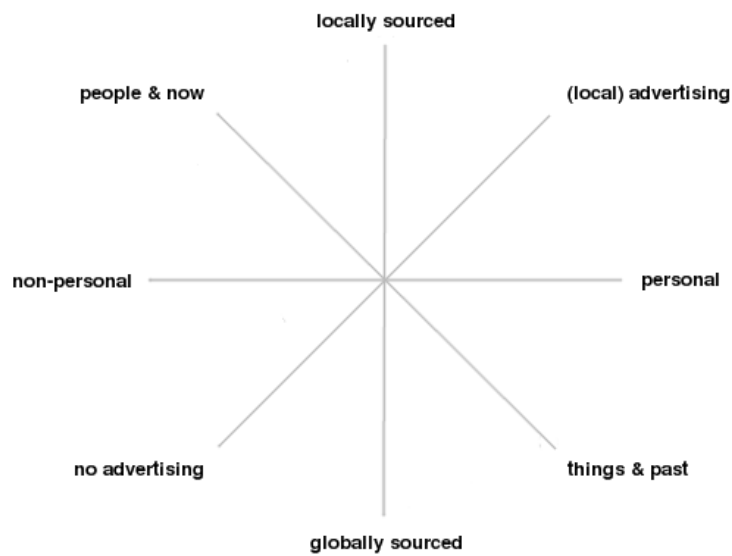 locally sourced
people & now
(local) advertising
non-personal
personal
no advertising
things & past
globally sourced